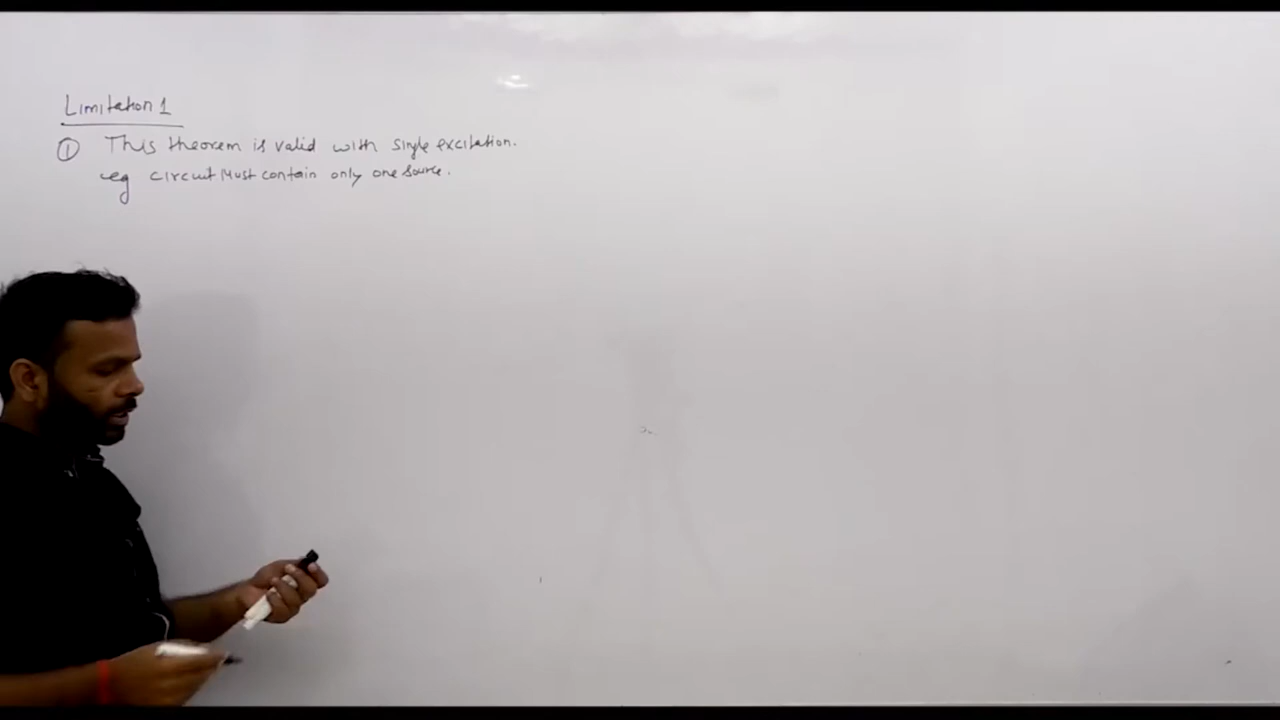 Limitation 1
① This theorem is valid with single excitation.
eg circuit Must contain only one source.